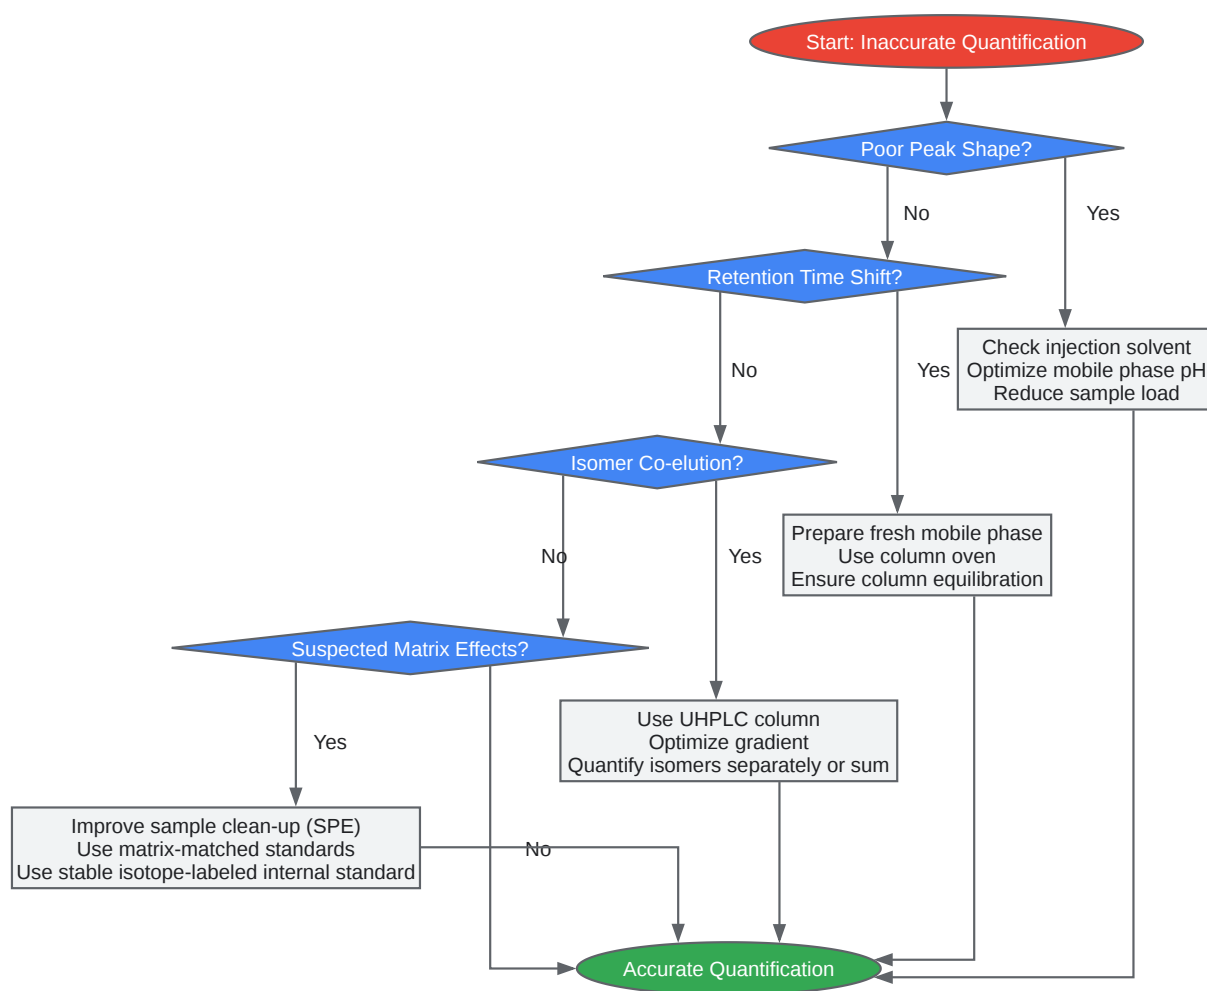 Start: Inaccurate Quantification
Poor Peak Shape?
No
Yes
Retention Time Shift?
No
Yes
Check injection solvent
Optimize mobile phase pH
Reduce sample load
Isomer Co-elution?
No
Yes
Prepare fresh mobile phase
Use column oven
Ensure column equilibration
Suspected Matrix Effects?
Yes
No
Use UHPLC column
Optimize gradient
Quantify isomers separately or sum
Improve sample clean-up (SPE)
Use matrix-matched standards
Use stable isotope-labeled internal standard
Accurate Quantification